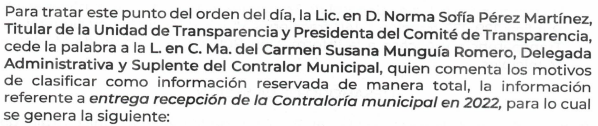 Para tratar este punto del orden del día, la Lic. en D. Norma Sofía Pérez Martínez,
Titular de la Unidad de Transparencia y Presidenta del Comité de Transparencia,
cede la palabra a la L. en C. Ma. del Carmen Susana Munguía Romero, Delegada
Administrativa y Suplente del Contralor Municipal, quien comenta los motivos
de clasificar como información reservada de manera total, la información
referente a entrega recepción de la Contraloría municipal en 2022, para lo cual
se genera la siguiente: